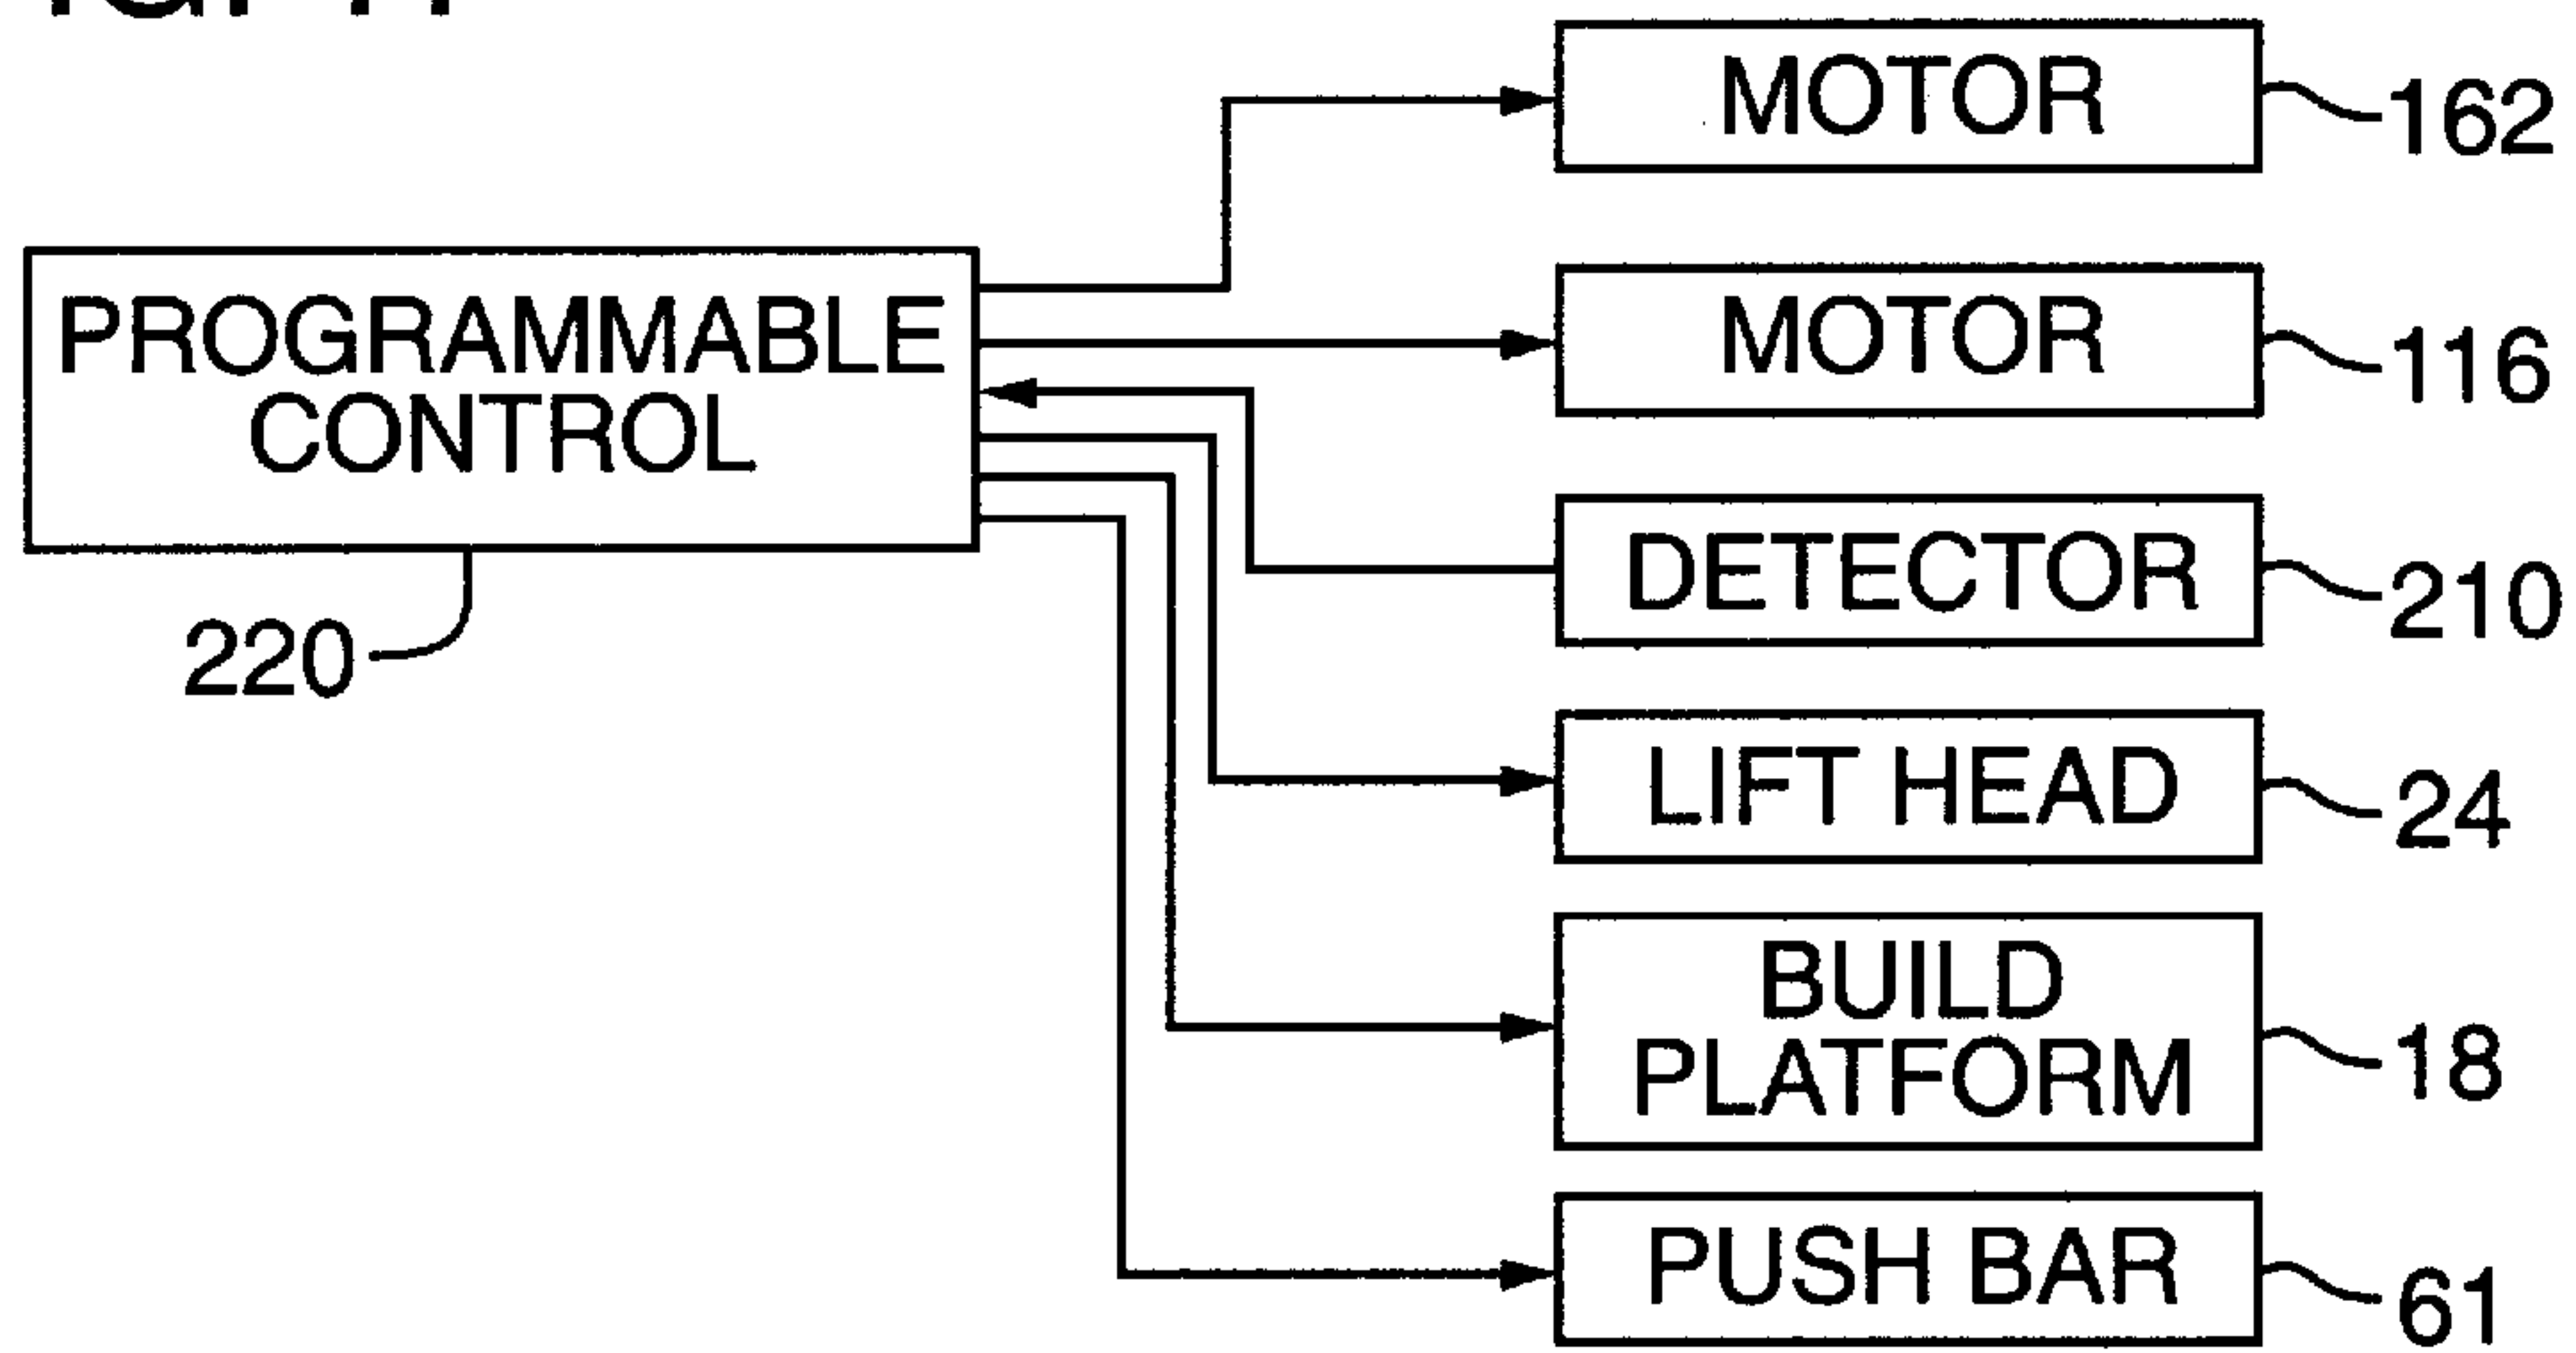 MOTOR
162
PROGRAMMABLE
CONTROL
220
MOTOR
116
DETECTOR
210
LIFT HEAD
24
BUILD
PLATFORM
18
PUSH BAR
61